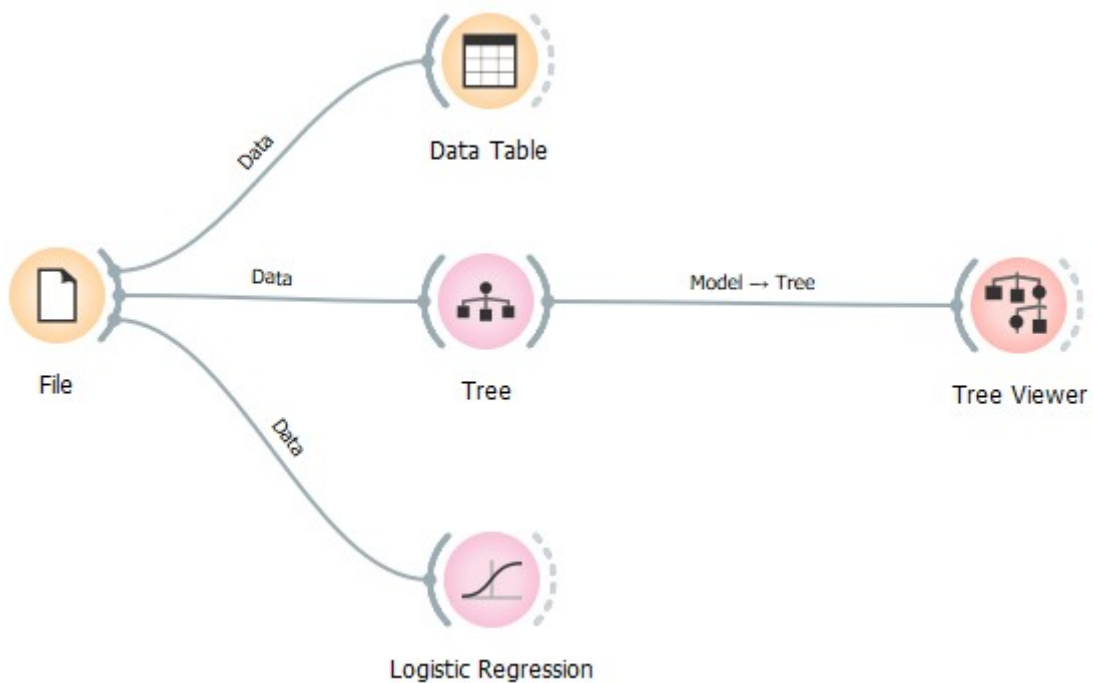 Data
Data Table
Data
Model → Tree
File
Tree
Tree Viewer
Data
Logistic Regression